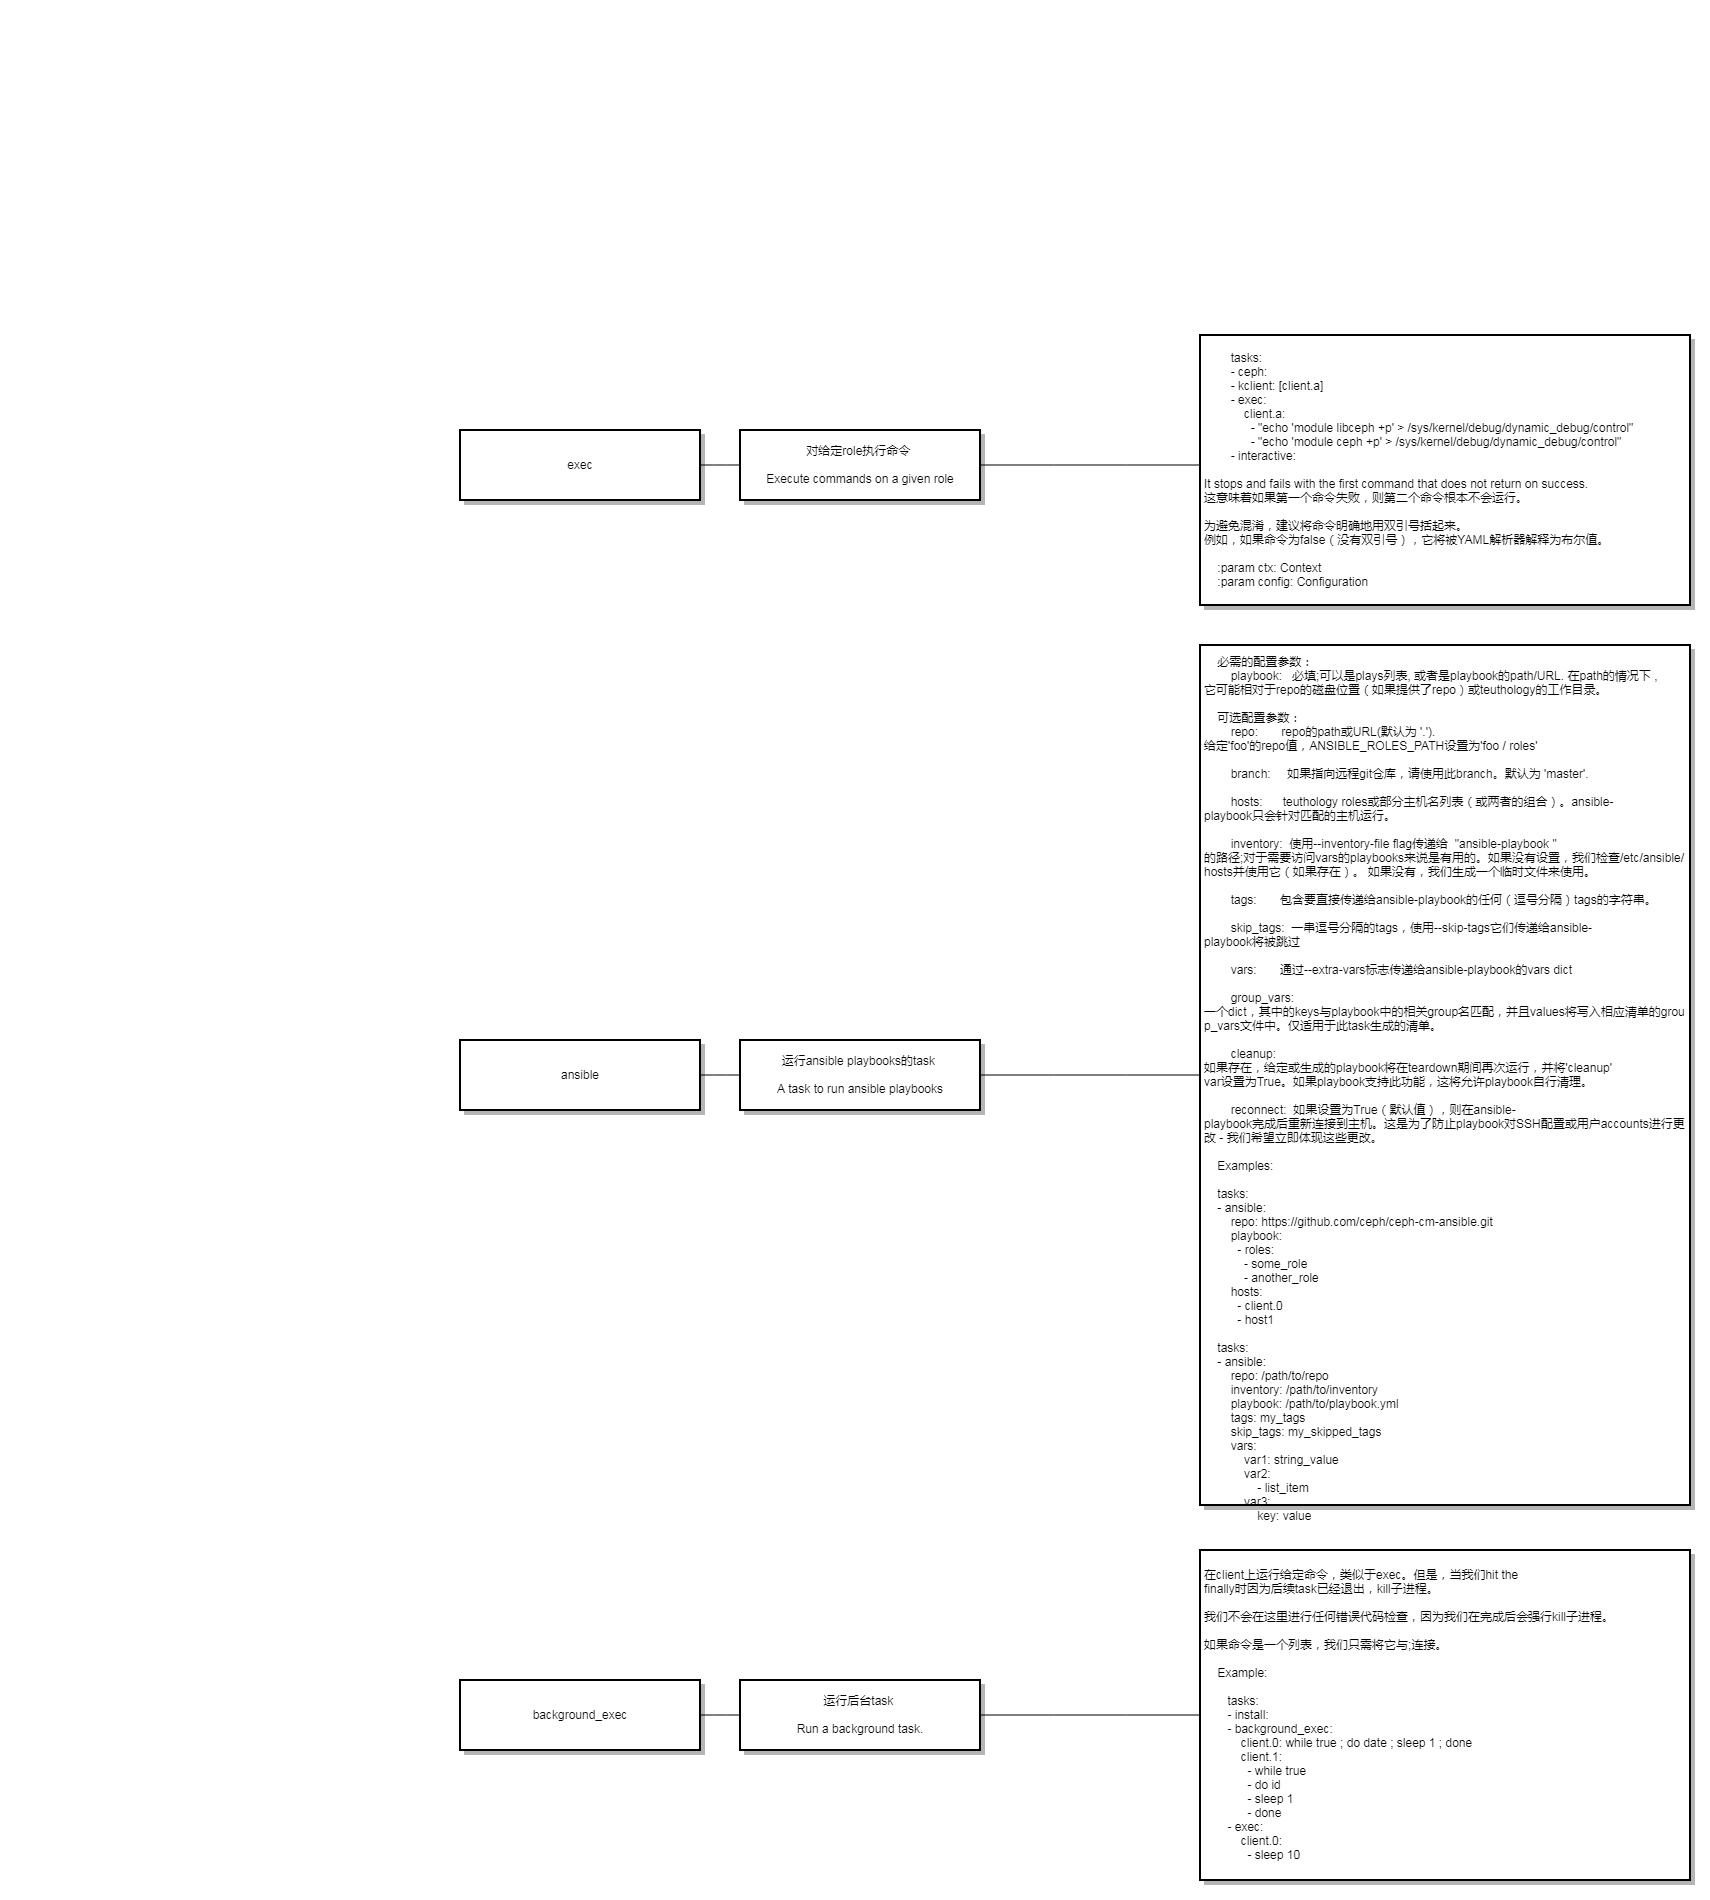 exec
对给定role执行命令
Execute commands on a given role
tasks:
- ceph:
- kclient: [client.a]
- exec:
client.a:
- "echo 'module libceph +p' > /sys/kernel/debug/dynamic_debug/control"
- "echo 'module ceph +p' > /sys/kernel/debug/dynamic_debug/control"
- interactive:
It stops and fails with the first command that does not return on success.
这意味着如果第一个命令失败，则第二个命令根本不会运行。
为避免混淆，建议将命令明确地用双引号括起来。
例如，如果命令为false（没有双引号），它将被YAML解析器解释为布尔值。
:param ctx: Context
:param config: Configuration
ansible
运行ansible playbooks的task
A task to run ansible playbooks
必需的配置参数：
playbook: 必填;可以是plays列表, 或者是playbook的path/URL. 在path的情况下，
它可能相对于repo的磁盘位置（如果提供了repo）或teuthology的工作目录。
可选配置参数：
repo: repo的path或URL(默认为 '.').
给定'foo'的repo值，ANSIBLE_ROLES_PATH设置为'foo / roles'
branch: 如果指向远程git仓库，请使用此branch。默认为 'master'.
hosts: teuthology roles或部分主机名列表（或两者的组合）。ansible-
playbook只会针对匹配的主机运行。
inventory: 使用--inventory-file flag传递给 "ansible-playbook "
的路径;对于需要访问vars的playbooks来说是有用的。如果没有设置，我们检查/etc/ansible/
hosts并使用它（如果存在）。 如果没有，我们生成一个临时文件来使用。
tags: 包含要直接传递给ansible-playbook的任何（逗号分隔）tags的字符串。
skip_tags: 一串逗号分隔的tags，使用--skip-tags它们传递给ansible-
playbook将被跳过
vars: 通过--extra-vars标志传递给ansible-playbook的vars dict
group_vars:
一个dict，其中的keys与playbook中的相关group名匹配，并且values将写入相应清单的grou
p_vars文件中。仅适用于此task生成的清单。
cleanup:
如果存在，给定或生成的playbook将在teardown期间再次运行，并将'cleanup'
var设置为True。如果playbook支持此功能，这将允许playbook自行清理。
reconnect: 如果设置为True（默认值），则在ansible-
playbook完成后重新连接到主机。这是为了防止playbook对SSH配置或用户accounts进行更
改 - 我们希望立即体现这些更改。
Examples:
tasks:
- ansible:
repo: https://github.com/ceph/ceph-cm-ansible.git
playbook:
- roles:
- some_role
- another_role
hosts:
- client.0
- host1
tasks:
- ansible:
repo: /path/to/repo
inventory: /path/to/inventory
playbook: /path/to/playbook.yml
tags: my_tags
skip_tags: my_skipped_tags
vars:
var1: string_value
var2:
- list_item
var3:
key: value
background_exec
运行后台task
Run a background task.
在client上运行给定命令，类似于exec。但是，当我们hit the
finally时因为后续task已经退出，kill子进程。
我们不会在这里进行任何错误代码检查，因为我们在完成后会强行kill子进程。
如果命令是一个列表，我们只需将它与;连接。
Example:
tasks:
- install:
- background_exec:
client.0: while true ; do date ; sleep 1 ; done
client.1:
- while true
- do id
- sleep 1
- done
- exec:
client.0:
- sleep 10